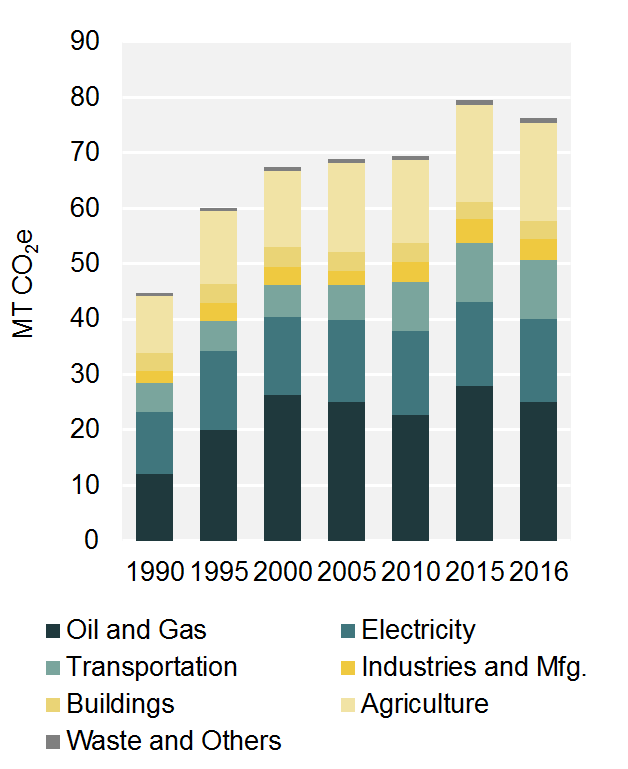 90
80
70
60
50
40
30
20
10
0
MT CO₂e
1990 1995 2000 2005 2010 2015 2016
Oil and Gas Electricity
Transportation Industries and Mfg.
Buildings Agriculture
Waste and Others